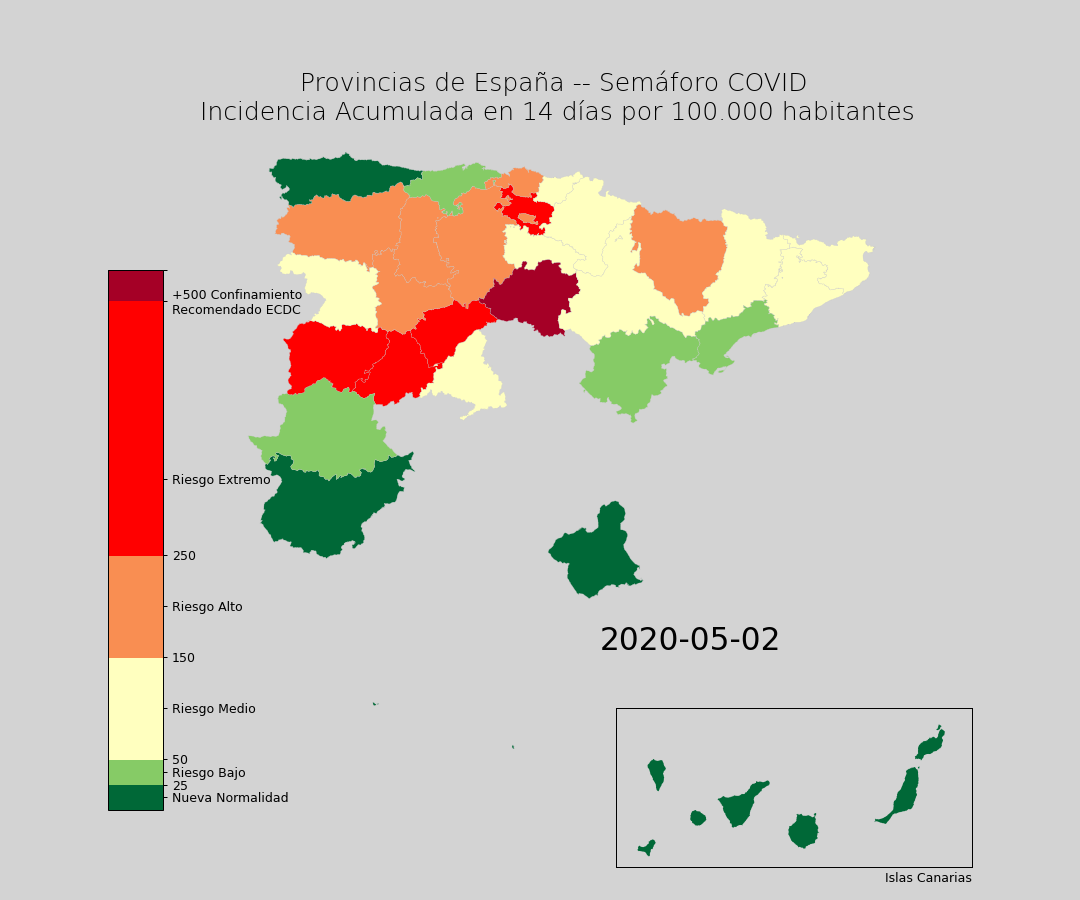 Provincias de España -- Semáforo COVID
Incidencia Acumulada en 14 días por 100.000 habitantes
+500 Confinamiento
Recomendado ECDC
Riesgo Extremo
250
Riesgo Alto
150
Riesgo Medio
50
Riesgo Bajo
25
Nueva Normalidad
2020-05-02
Islas Canarias